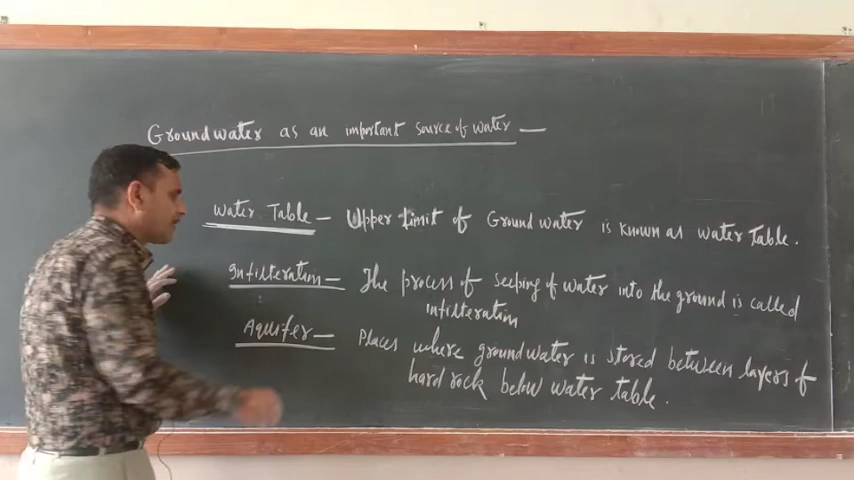 Groundwater as an important source of water —
Water Table – Upper Limit of Ground water is known as water Table.
Infilteration – The process of seeping of water into the ground is called
infilteration
Aquifer – Places where groundwater is stored between layers of
hard rock below water table.